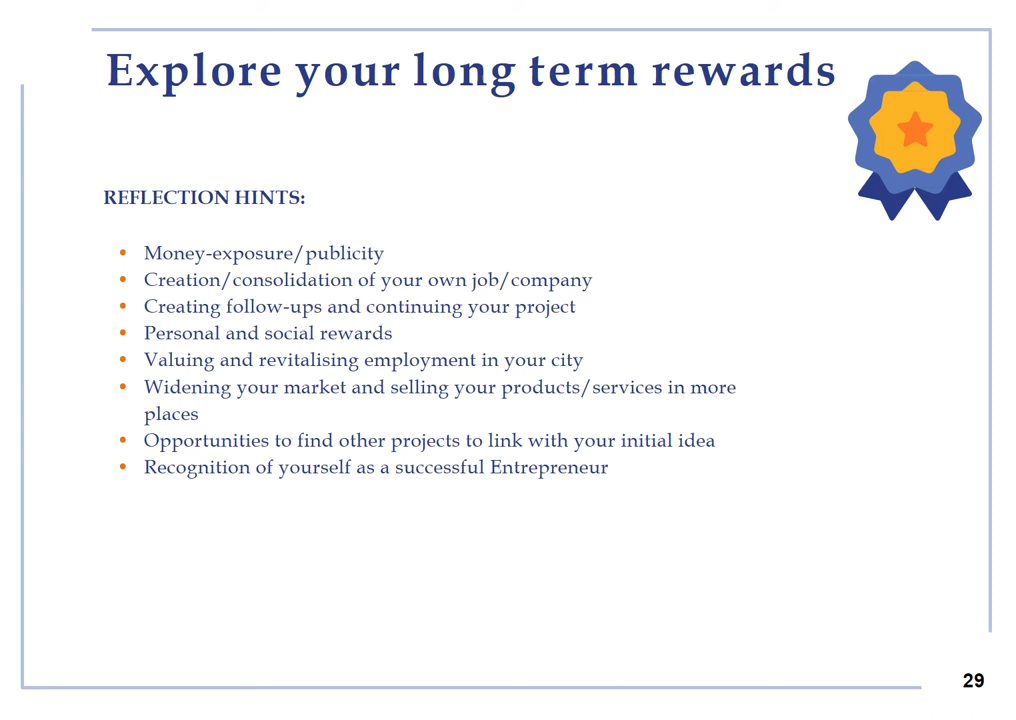 Explore your long term rewards
REFLECTION HINTS:
• Money-exposure/publicity
• Creation/consolidation of your own job/company
• Creating follow-ups and continuing your project
• Personal and social rewards
• Valuing and revitalising employment in your city
• Widening your market and selling your products/services in more
places
• Opportunities to find other projects to link with your initial idea
• Recognition of yourself as a successful Entrepreneur
29